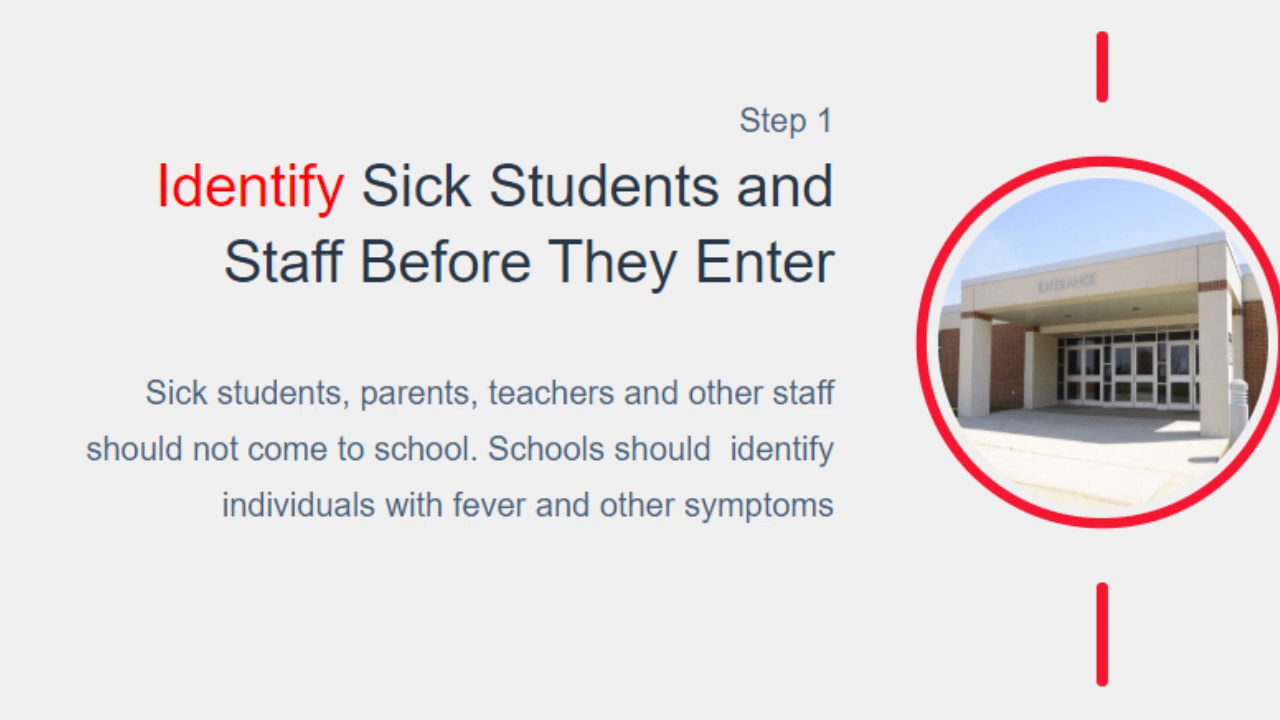 Step 1
Identify Sick Students and
Staff Before They Enter
Sick students, parents, teachers and other staff
should not come to school. Schools should  identify
individuals with fever and other symptoms
ENTRANCE